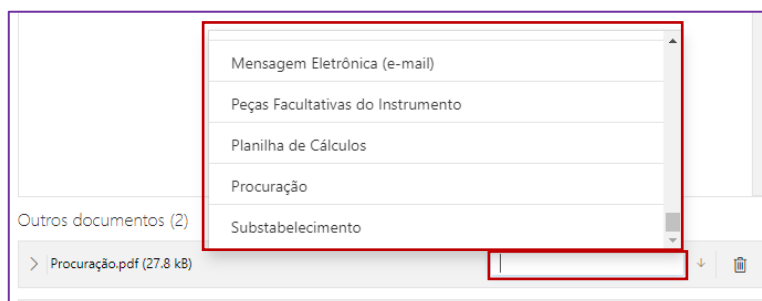 Mensagem Eletrônica (e-mail)
Peças Facultativas do Instrumento
Planilha de Cálculos
Procuração
Substabelecimento
Outros documentos (2)
Procuração.pdf (27.8 kB)